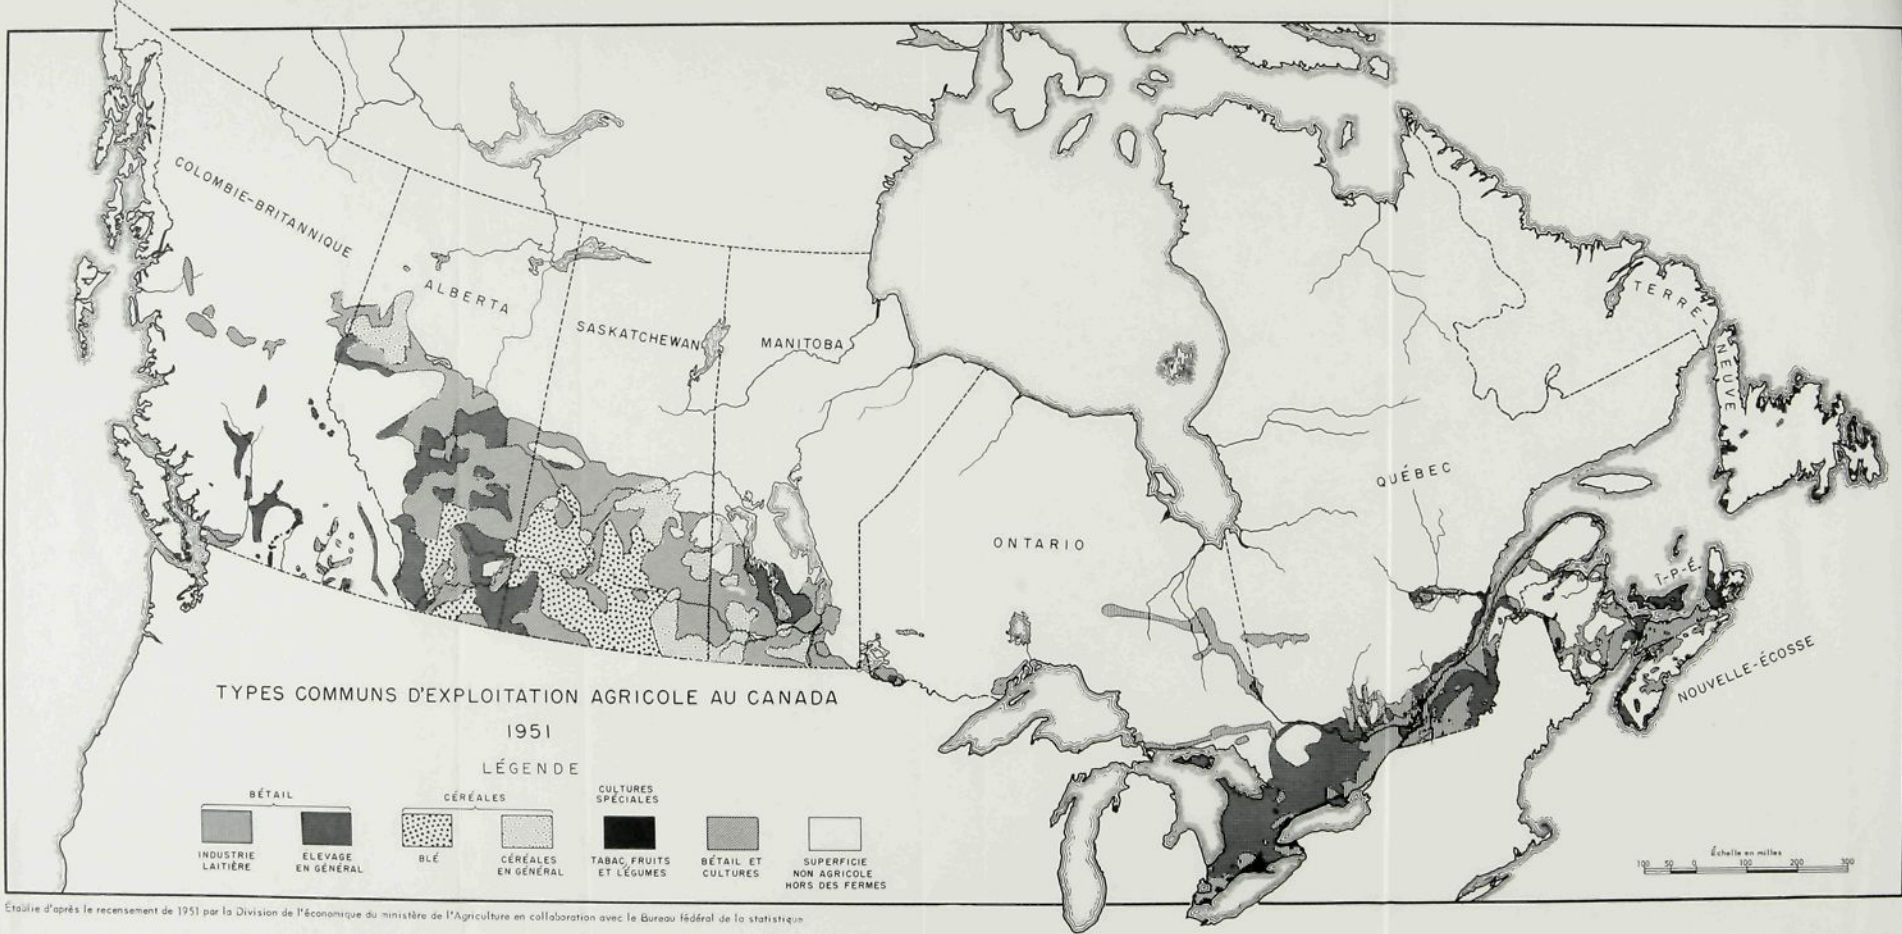 COLOMBIE-BRITANNIQUE
ALBERTA
SASKATCHEWAN
MANITOBA
ONTARIO
QUÉBEC
TERRE-
NEUVE
Î-P-É.
NOUVELLE-ÉCOSSE
TYPES COMMUNS D'EXPLOITATION AGRICOLE AU CANADA
1951
LÉGENDE
BÉTAIL
CÉRÉALES
CULTURES
SPÉCIALES
INDUSTRIE
LAITIÈRE
ÉLEVAGE
EN GÉNÉRAL
BLÉ
CÉRÉALES
EN GÉNÉRAL
TABAC, FRUITS
ET LÉGUMES
BÉTAIL ET
CULTURES
SUPERFICIE
NON AGRICOLE
HORS DES FERMES
Échelle en milles
100 50 0 100 200 300
Établie d'après le recensement de 1951 par la Division de l'économique du ministère de l'Agriculture en collaboration avec le Bureau fédéral de la statistique